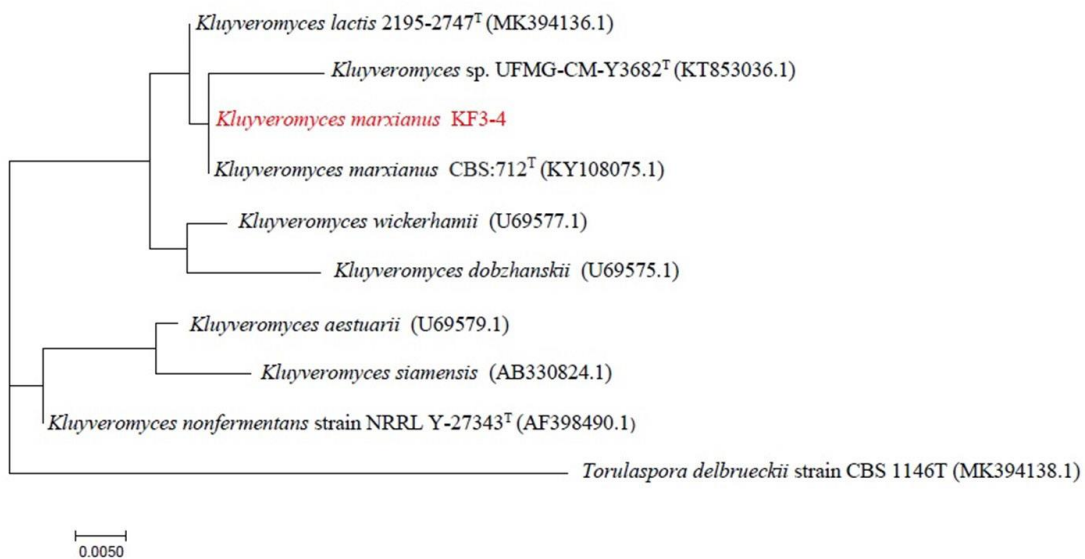 Kluyveromyces lactis 2195-2747ᵀ (MK394136.1)
Kluyveromyces sp. UFMG-CM-Y3682ᵀ (KT853036.1)
Kluyveromyces marxianus KF3-4
Kluyveromyces marxianus CBS:712ᵀ (KY108075.1)
Kluyveromyces wickerhamii (U69577.1)
Kluyveromyces dobzhanskii (U69575.1)
Kluyveromyces aestuarii (U69579.1)
Kluyveromyces siamensis (AB330824.1)
Kluyveromyces nonfermentans strain NRRL Y-27343ᵀ (AF398490.1)
Torulaspora delbrueckii strain CBS 1146T (MK394138.1)
0.0050